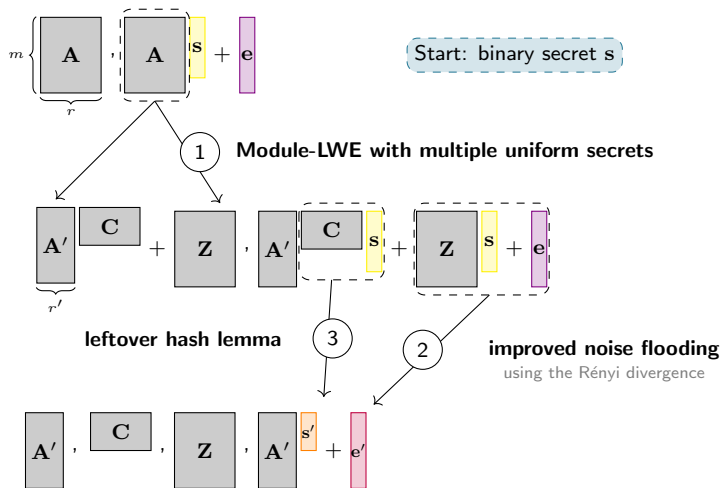 m { A , A s + e
r
Start: binary secret s
1 Module-LWE with multiple uniform secrets
A′ C + Z , A′ C s + Z s + e
r′
leftover hash lemma 3 2 improved noise flooding
using the Rényi divergence
A′ , C , Z , A′ s′ + e′